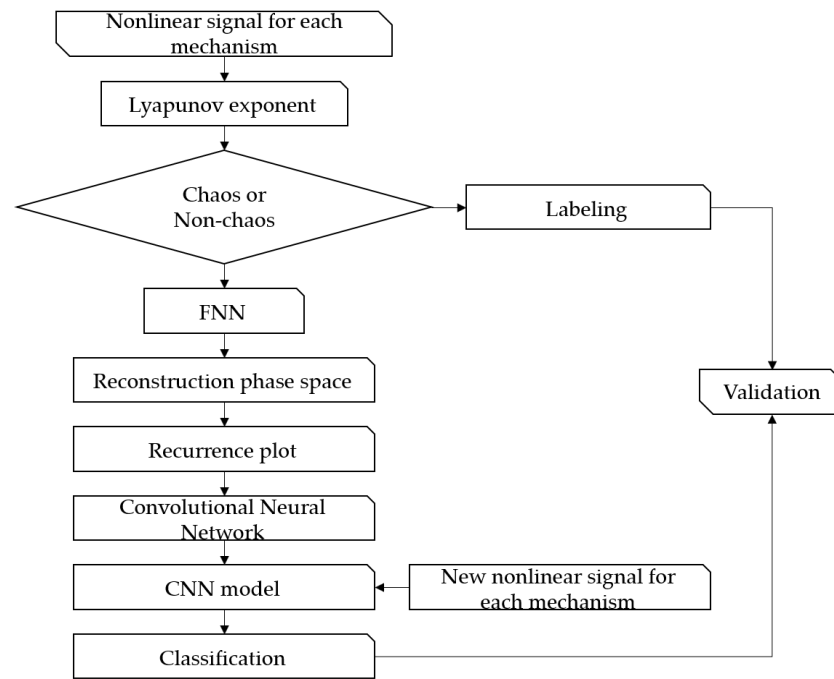 Nonlinear signal for each
mechanism
Lyapunov exponent
Chaos or
Non-chaos
Labeling
FNN
Reconstruction phase space
Validation
Recurrence plot
Convolutional Neural
Network
CNN model
New nonlinear signal for
each mechanism
Classification